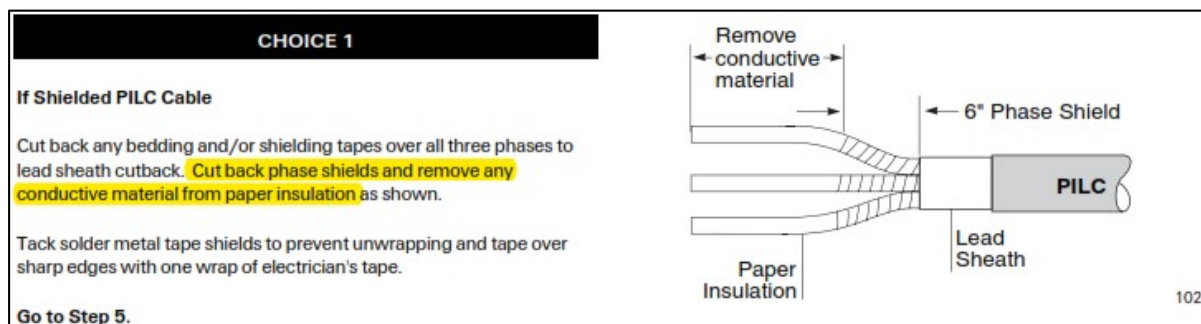 CHOICE 1
If Shielded PILC Cable
Cut back any bedding and/or shielding tapes over all three phases to
lead sheath cutback. Cut back phase shields and remove any
conductive material from paper insulation as shown.
Tack solder metal tape shields to prevent unwrapping and tape over
sharp edges with one wrap of electrician's tape.
Go to Step 5.
Remove
conductive
material
6" Phase Shield
PILC
Lead
Sheath
Paper
Insulation
102